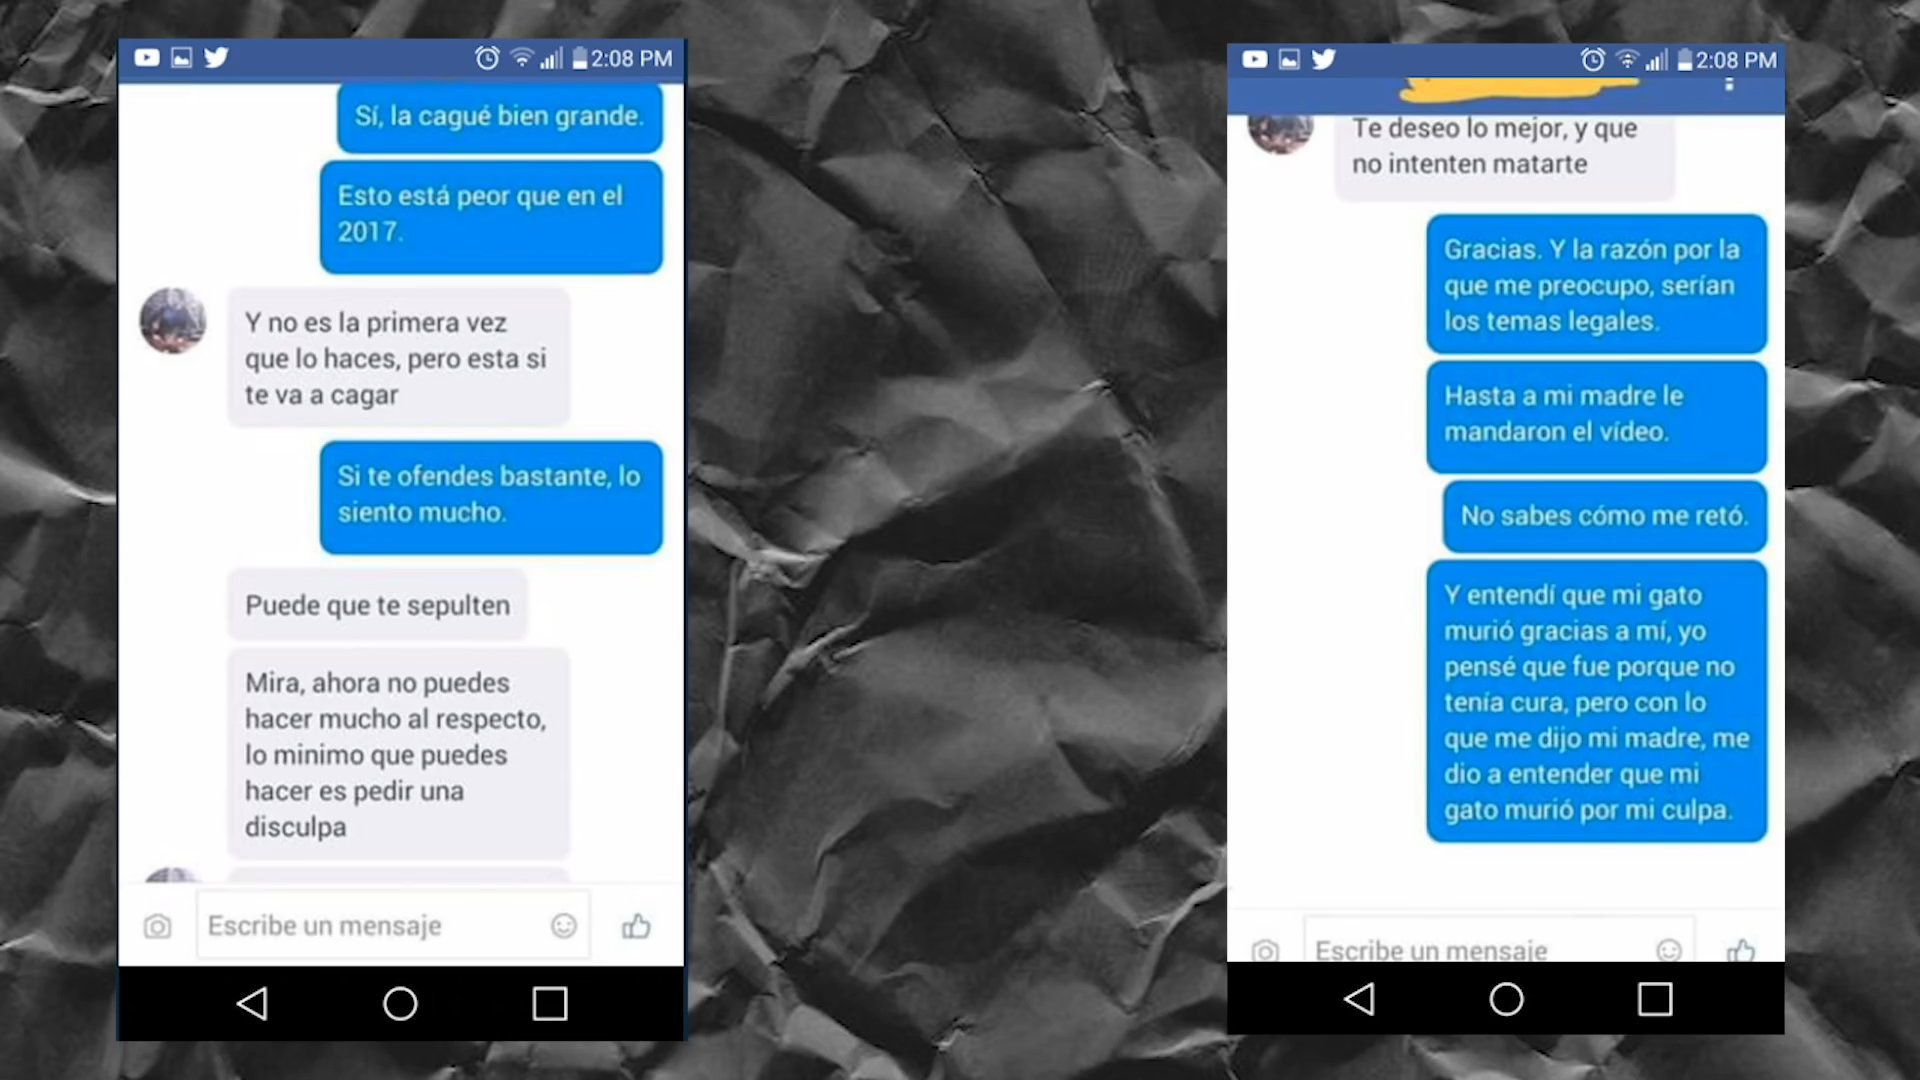 2:08 PM
Sí, la cagué bien grande.
Esto está peor que en el
2017.
Y no es la primera vez
que lo haces, pero esta si
te va a cagar
Si te ofendes bastante, lo
siento mucho.
Puede que te sepulten
Mira, ahora no puedes
hacer mucho al respecto,
lo minimo que puedes
hacer es pedir una
disculpa
Escribe un mensaje
2:08 PM
Te deseo lo mejor, y que
no intenten matarte
Gracias. Y la razón por la
que me preocupo, serían
los temas legales.
Hasta a mi madre le
mandaron el vídeo.
No sabes cómo me retó.
Y entendí que mi gato
murió gracias a mí, yo
pensé que fue porque no
tenía cura, pero con lo
que me dijo mi madre, me
dio a entender que mi
gato murió por mi culpa.
Escribe un mensaje